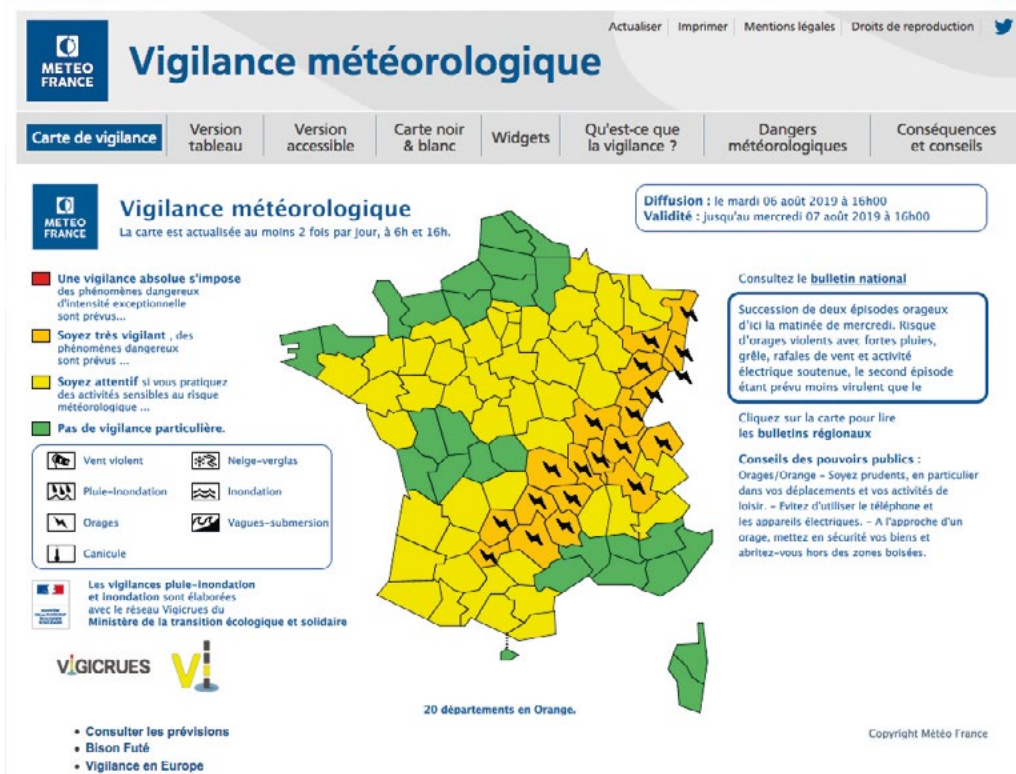 Actualiser Imprimer Mentions légales Droits de reproduction
METEO
FRANCE
Vigilance météorologique
Carte de vigilance
Version
tableau
Version
accessible
Carte noir
& blanc
Widgets
Qu'est-ce que
la vigilance ?
Dangers
météorologiques
Conséquences
et conseils
METEO
FRANCE
Vigilance météorologique
La carte est actualisée au moins 2 fois par jour, à 6h et 16h.
Diffusion : le mardi 06 août 2019 à 16h00
Validité : jusqu'au mercredi 07 août 2019 à 16h00
Une vigilance absolue s'impose
des phénomènes dangereux
d'intensité exceptionnelle
sont prévus...
Soyez très vigilant , des
phénomènes dangereux
sont prévus ...
Soyez attentif si vous pratiquez
des activités sensibles au risque
météorologique ...
Pas de vigilance particulière.
Vent violent
Neige-verglas
Pluie-Inondation
Inondation
Orages
Vagues-submersion
Canicule
Les vigilances pluie-inondation
et inondation sont élaborées
avec le réseau Vigicrues du
Ministère de la transition écologique et solidaire
VIGICRUES
Vi
• Consulter les prévisions
• Bison Futé
• Vigilance en Europe
20 départements en Orange.
Consultez le bulletin national
Succession de deux épisodes orageux
d'ici la matinée de mercredi. Risque
d'orages violents avec fortes pluies,
grêle, rafales de vent et activité
électrique soutenue, le second épisode
étant prévu moins virulent que le
Cliquez sur la carte pour lire
les bulletins régionaux
Conseils des pouvoirs publics :
Orages/Orange - Soyez prudents, en particulier
dans vos déplacements et vos activités de
loisir. - Evitez d'utiliser le téléphone et
les appareils électriques. - A l'approche d'un
orage, mettez en sécurité vos biens et
abritez-vous hors des zones boisées.
Copyright Météo France